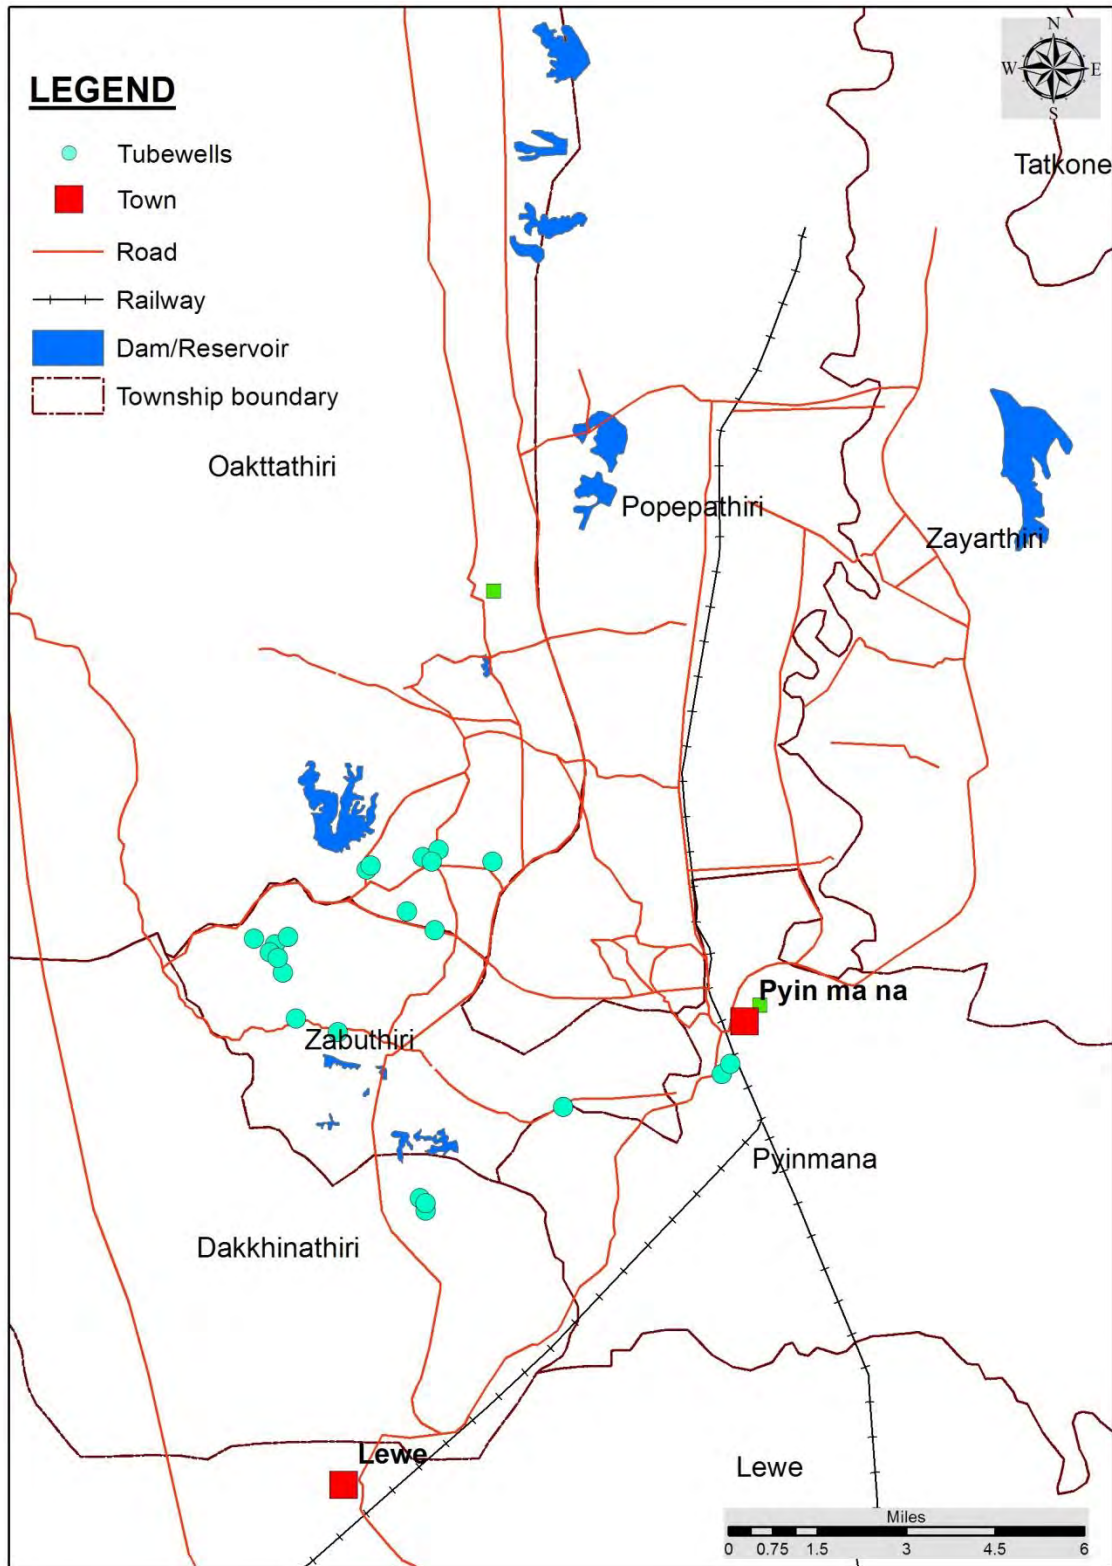 N
W E
S
LEGEND
Tubewells
Town
Road
Railway
Dam/Reservoir
Township boundary
Tatkone
Oakttathiri
Popepathiri
Zayarthiri
Pyin ma na
Zabuthiri
Pyinmana
Dakkhinathiri
Lewe
Lewe
Miles
0 0.75 1.5 3 4.5 6